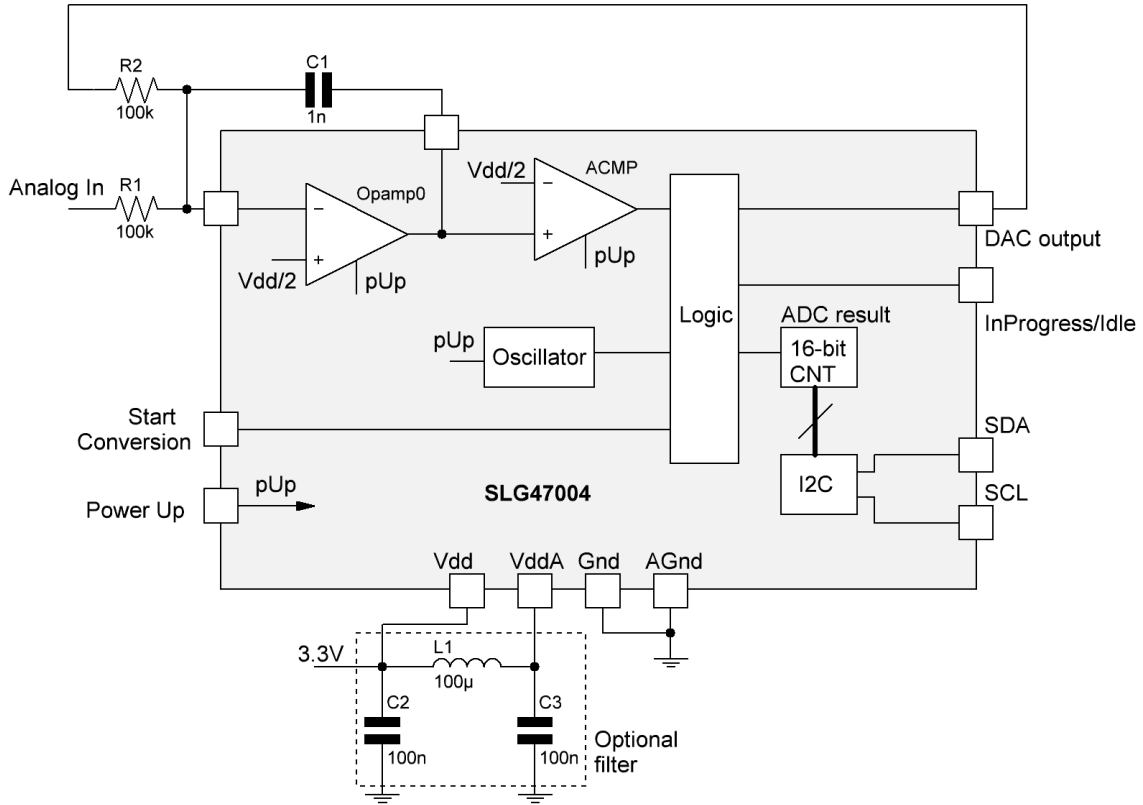 R2
100k
C1
1n
Analog In
R1
100k
Opamp0
−
+
Vdd/2
pUp
Vdd/2
ACMP
−
+
pUp
Logic
DAC output
InProgress/Idle
pUp
Oscillator
ADC result
16-bit
CNT
Start
Conversion
Power Up
pUp
SLG47004
I2C
SDA
SCL
Vdd
VddA
Gnd
AGnd
3.3V
L1
100µ
C2
100n
C3
100n
Optional
filter